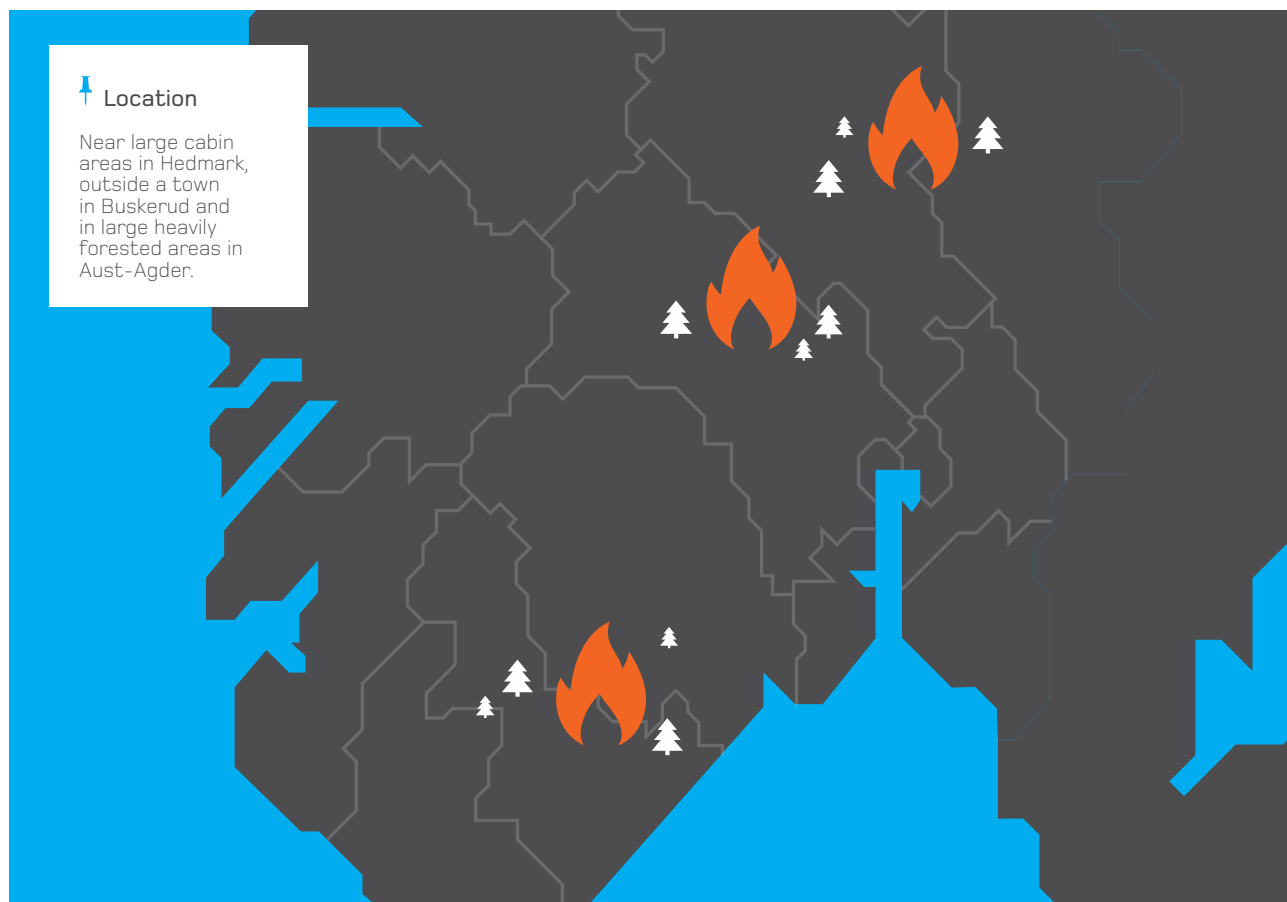 Location
Near large cabin
areas in Hedmark,
outside a town
in Buskerud and
in large heavily
forested areas in
Aust-Agder.